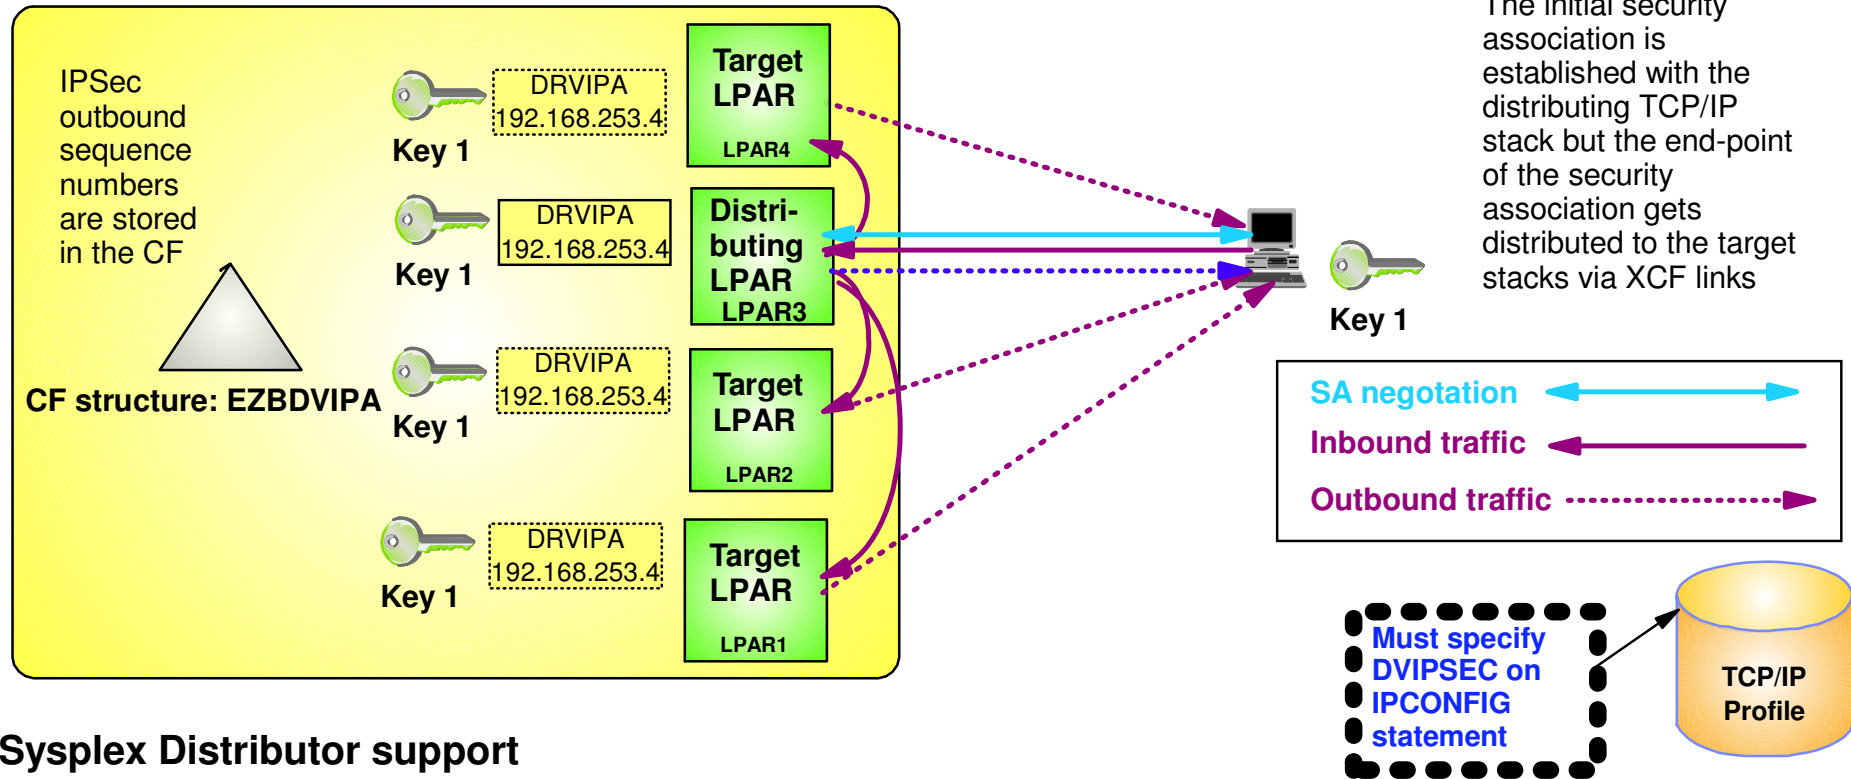 IPSec
outbound
sequence
numbers
are stored
in the CF
CF structure: EZBDVIPA
Key 1
DRVIPA
192.168.253.4
Target
LPAR
LPAR4
Key 1
DRVIPA
192.168.253.4
Distri-
buting
LPAR
LPAR3
Key 1
DRVIPA
192.168.253.4
Target
LPAR
LPAR2
Key 1
DRVIPA
192.168.253.4
Target
LPAR
LPAR1
Key 1
The initial security
association is
established with the
distributing TCP/IP
stack but the end-point
of the security
association gets
distributed to the target
stacks via XCF links
SA negotation
Inbound traffic
Outbound traffic
Must specify
DVIPSEC on
IPCONFIG
statement
TCP/IP
Profile
Sysplex Distributor support